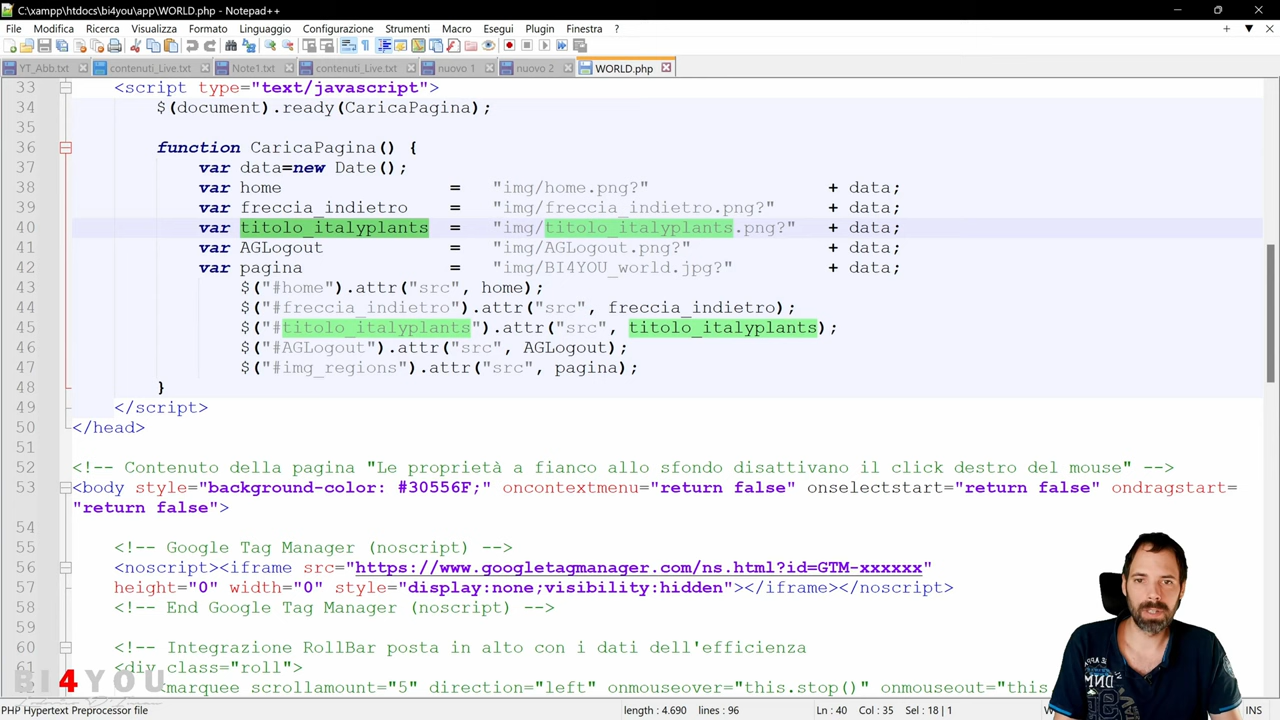 C:\xampp\htdocs\bi4you\app\WORLD.php - Notepad++
File Modifica Ricerca Visualizza Formato Linguaggio Configurazione Strumenti Macro Esegui Plugin Finestra ?
YT_Abb.txt contenuti_Live.txt Note1.txt contenuti_Live.txt nuovo 1 nuovo 2 WORLD.php
33 <script type="text/javascript">
34 $(document).ready(CaricaPagina);
35
36 function CaricaPagina() {
37 var data=new Date();
38 var home = "img/home.png?" + data;
39 var freccia_indietro = "img/freccia_indietro.png?" + data;
40 var titolo_italyplants = "img/titolo_italyplants.png?" + data;
41 var AGLogout = "img/AGLogout.png?" + data;
42 var pagina = "img/BI4YOU_world.jpg?" + data;
43 $("#home").attr("src", home);
44 $("#freccia_indietro").attr("src", freccia_indietro);
45 $("#titolo_italyplants").attr("src", titolo_italyplants);
46 $("#AGLogout").attr("src", AGLogout);
47 $("#img_regions").attr("src", pagina);
48 }
49 </script>
50 </head>
51
52 <!-- Contenuto della pagina "Le proprietà a fianco allo sfondo disattivano il click destro del mouse" -->
53 <body style="background-color: #30556F;" oncontextmenu="return false" onselectstart="return false" ondragstart=
"return false">
54
55 <!-- Google Tag Manager (noscript) -->
56 <noscript><iframe src="https://www.googletagmanager.com/ns.html?id=GTM-xxxxxx"
57 height="0" width="0" style="display:none;visibility:hidden"></iframe></noscript>
58 <!-- End Google Tag Manager (noscript) -->
59
60 <!-- Integrazione RollBar posta in alto con i dati dell'efficienza
61 <div class="roll">
<marquee scrollamount="5" direction="left" onmouseover="this.stop()" onmouseout="this
BI4YOU
PHP Hypertext Preprocessor file length : 4.690 lines : 96 Ln : 40 Col : 35 Sel : 18 | 1 INS